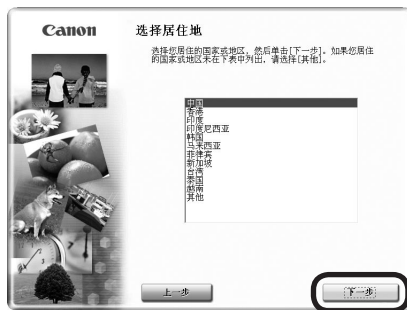 Canon
选择居住地
选择您居住的国家或地区，然后单击[下一步]。如果您居住
的国家或地区未在下表中列出，请选择[其他]。
中国
香港
印度
印度尼西亚
韩国
马来西亚
菲律宾
新加坡
台湾
泰国
越南
其他
上一步
下一步